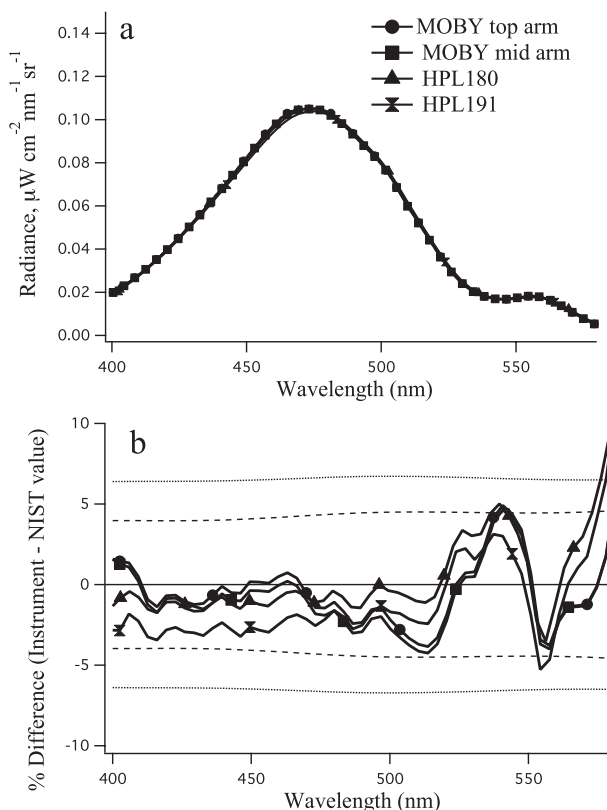 a
MOBY top arm
MOBY mid arm
HPL180
HPL191
Radiance, μW cm⁻² nm⁻¹ sr⁻¹
0.14
0.12
0.10
0.08
0.06
0.04
0.02
0.00
400
450
500
550
Wavelength (nm)
b
% Difference (Instrument - NIST value)
10
5
0
-5
-10
400
450
500
550
Wavelength (nm)